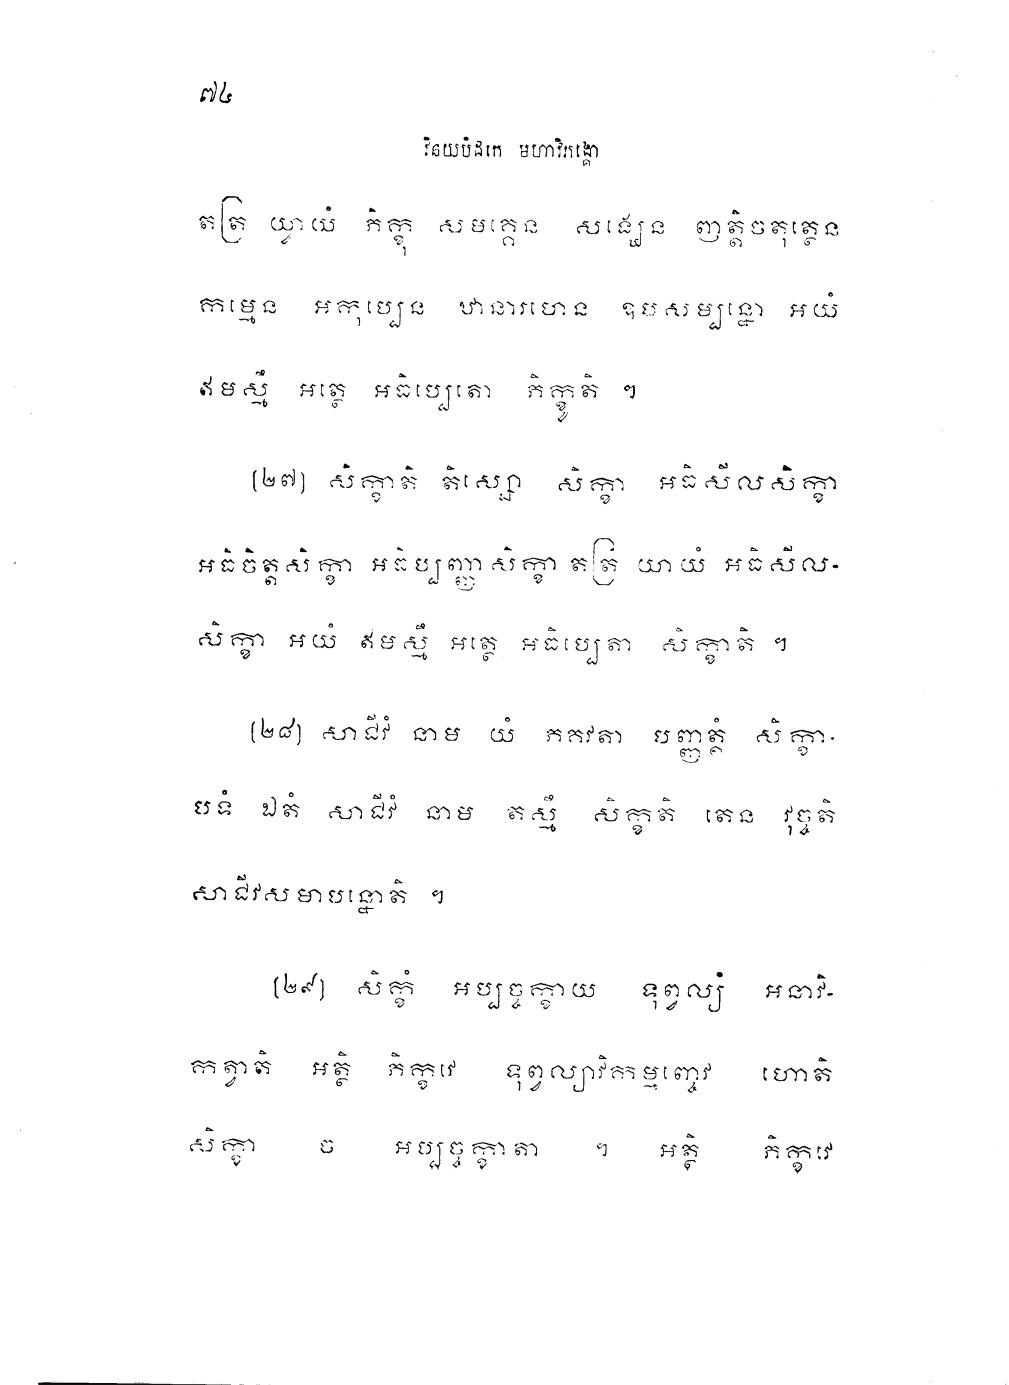 ៧៤
វិនយបិដកេ មហាវិភង្គោ
តត្រ យ្វាយំ ភិក្ខុ សមគ្គេន សង្ឃេន ញត្តិចតុត្ថេន
កម្មេន អកុប្បេន ឋានារហេន ឧបសម្បន្នោ អយំ
ឥមស្មឹ អត្ថេ អធិប្បេតោ ភិក្ខូតិ ៗ
(២៧) សិក្ខាតិ តិស្សោ សិក្ខា អធិសីលសិក្ខា
អធិចិត្តសិក្ខា អធិប្បញ្ញាសិក្ខា តត្រ យាយំ អធិសីល-
សិក្ខា អយំ ឥមស្មឹ អត្ថេ អធិប្បេតា សិក្ខាតិ ៗ
(២៨) សាជីវំ នាម យំ ភគវតា បញ្ញត្តំ សិក្ខា-
បទំ ឯតំ សាជីវំ នាម តស្មឹ សិក្ខតិ តេន វុច្ចតិ
សាជីវសមាបន្នោតិ ៗ
(២៩) សិក្ខំ អប្បច្ចក្ខាយ ទុព្វល្យំ អនាវិ-
កត្វាតិ អត្ថិ ភិក្ខវេ ទុព្វល្យាវិកម្មញ្ចេវ ហោតិ
សិក្ខា ច អប្បច្ចក្ខាតា ៗ អត្ថិ ភិក្ខវេ